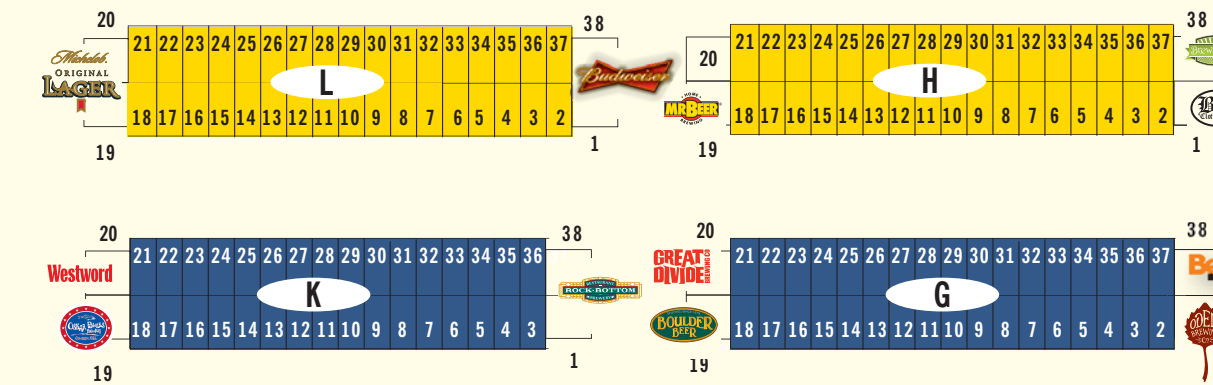 20
38
21 22 23 24 25 26 27 28 29 30 31 32 33 34 35 36 37
Michelob.
ORIGINAL
LAGER
L
Budweiser
18 17 16 15 14 13 12 11 10 9 8 7 6 5 4 3 2
19
1
38
20
21 22 23 24 25 26 27 28 29 30 31 32 33 34 35 36 37
H
HOME
MRBEER
BREWING
18 17 16 15 14 13 12 11 10 9 8 7 6 5 4 3 2
19
1
20
38
21 22 23 24 25 26 27 28 29 30 31 32 33 34 35 36
Westword
K
RESTAURANT
ROCK BOTTOM
BREWERY
18 17 16 15 14 13 12 11 10 9 8 7 6 5 4 3
19
1
20
38
21 22 23 24 25 26 27 28 29 30 31 32 33 34 35 36 37
GREAT
DIVIDE
BREWING CO
G
BOULDER
BEER
18 17 16 15 14 13 12 11 10 9 8 7 6 5 4 3 2
19